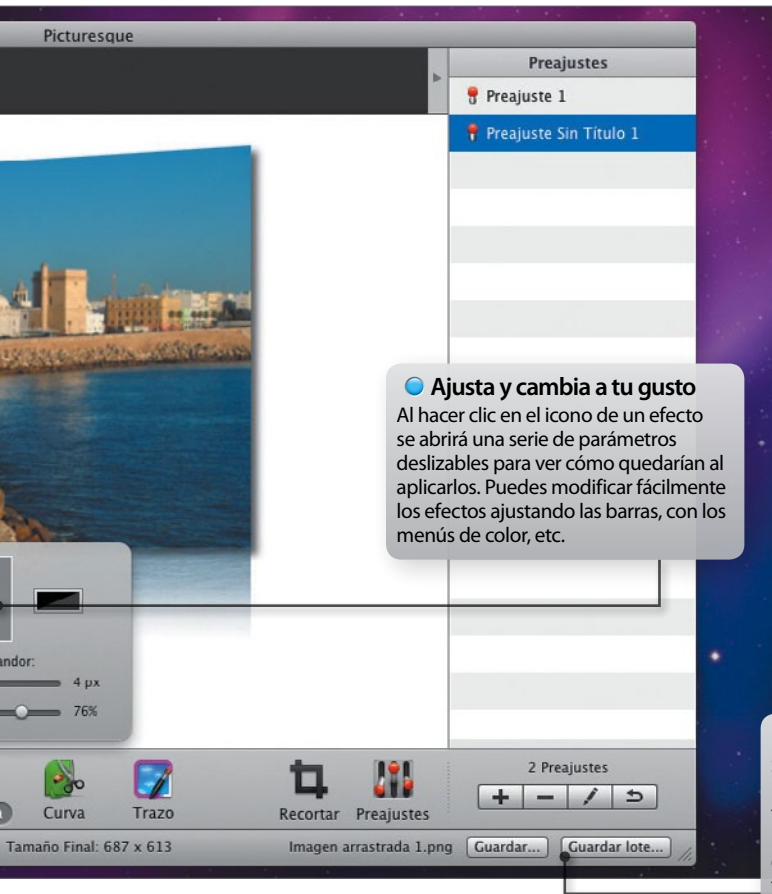 Picturesque
Preajustes
Preajuste 1
Preajuste Sin Título 1
Ajusta y cambia a tu gusto
Al hacer clic en el icono de un efecto
se abrirá una serie de parámetros
deslizables para ver cómo quedarían al
aplicarlos. Puedes modificar fácilmente
los efectos ajustando las barras, con los
menús de color, etc.
4 px
76%
Curva
Trazo
Recortar
Preajustes
2 Preajustes
Tamaño Final: 687 x 613
Imagen arrastrada 1.png
Guardar...
Guardar lote...